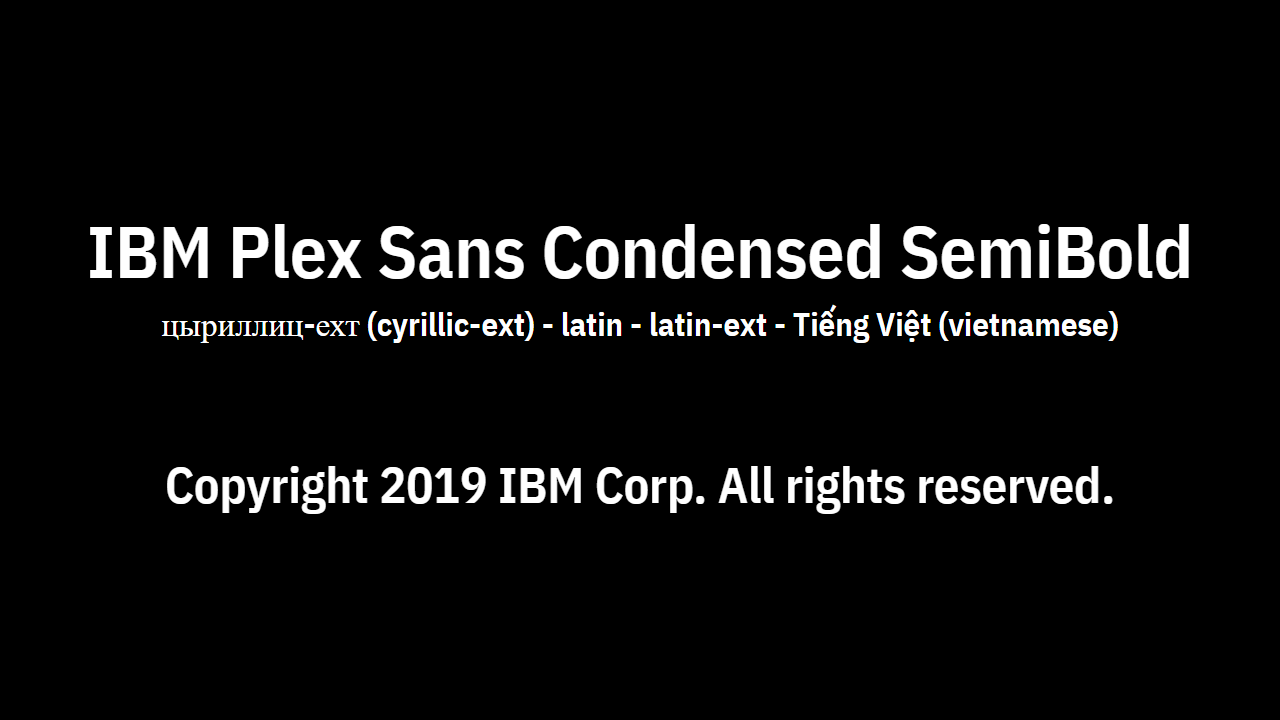 IBM Plex Sans Condensed SemiBold
цыриллиц-ехт (cyrillic-ext) - latin - latin-ext - Tiếng Việt (vietnamese)
Copyright 2019 IBM Corp. All rights reserved.